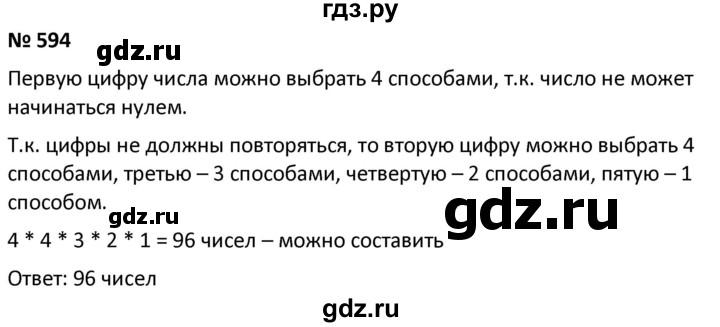 гдз.ру
№ 594
gdz.ru
Первую цифру числа можно выбрать 4 способами, т.к. число не может
начинаться нулем.
Т.к. цифры не должны повторяться, то вторую цифру можно выбрать 4
способами, третью – 3 способами, четвертую – 2 способами, пятую – 1
способом.
gdz.ru
gdz.ru
4 * 4 * 3 * 2 * 1 = 96 чисел – можно составить
Ответ: 96 чисел
gdz.ru